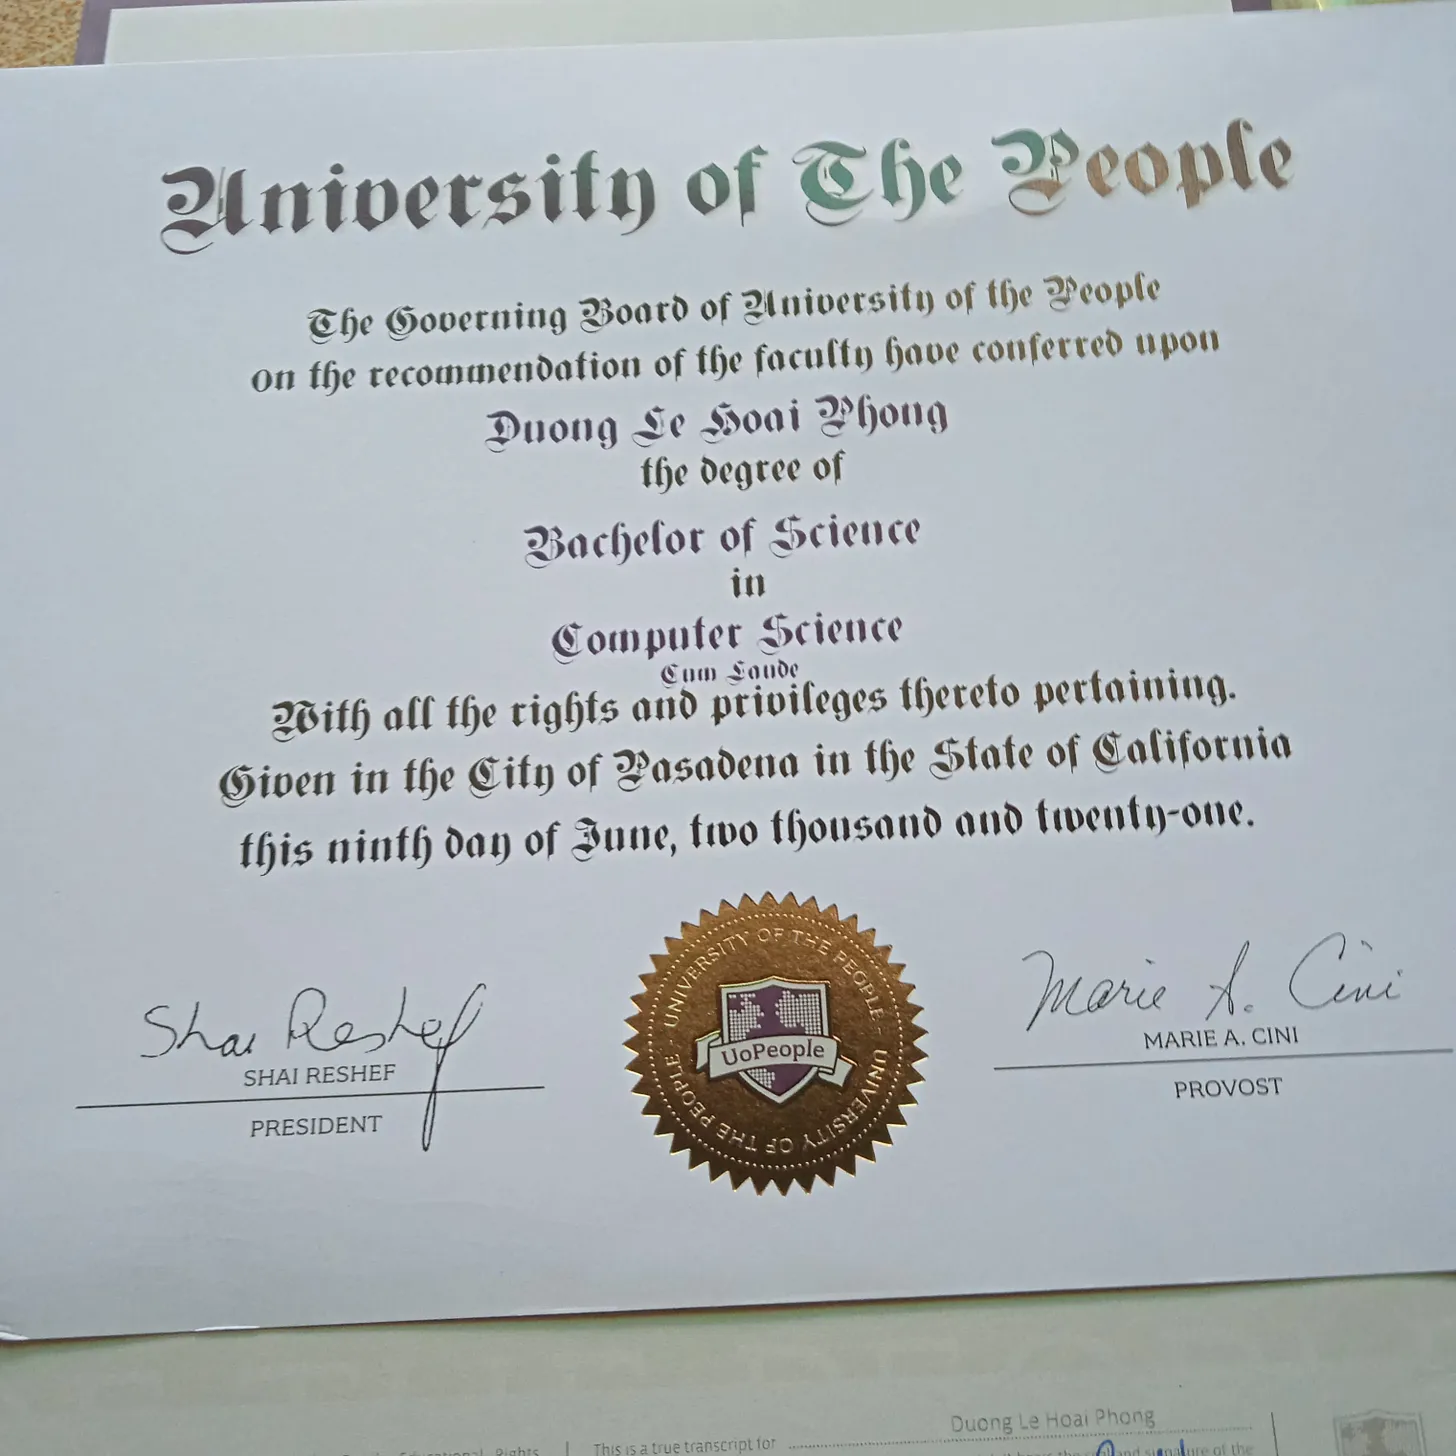 University of The People
The Governing Board of University of the People
on the recommendation of the faculty have conferred upon
Duong Le Hoai Phong
the degree of
Bachelor of Science
in
Computer Science
Cum Laude
With all the rights and privileges thereto pertaining.
Given in the City of Pasadena in the State of California
this ninth day of June, two thousand and twenty-one.
Shai Reshef
SHAI RESHEF
PRESIDENT
UNIVERSITY OF THE PEOPLE - UNIVERSITY OF THE PEOPLE
UoPeople
Marie A. Cini
MARIE A. CINI
PROVOST
Duong Le Hoai Phong
Educational Rights
This is a true transcript for
and signature of the